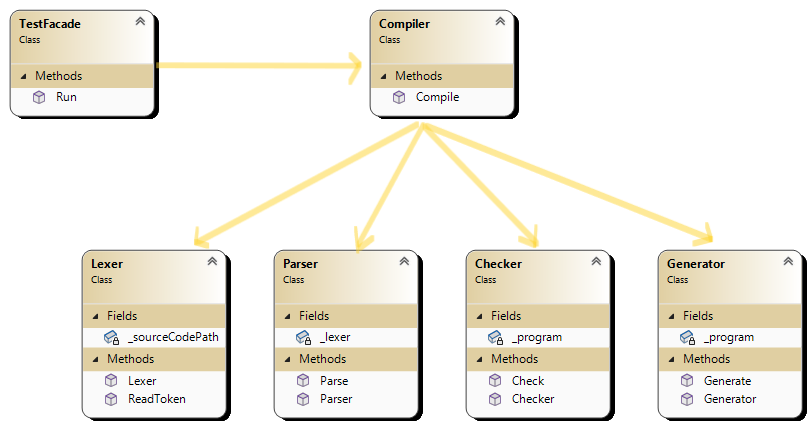 TestFacade
Class
Methods
Run
Compiler
Class
Methods
Compile
Lexer
Class
Fields
_sourceCodePath
Methods
Lexer
ReadToken
Parser
Class
Fields
_lexer
Methods
Parse
Parser
Checker
Class
Fields
_program
Methods
Check
Checker
Generator
Class
Fields
_program
Methods
Generate
Generator